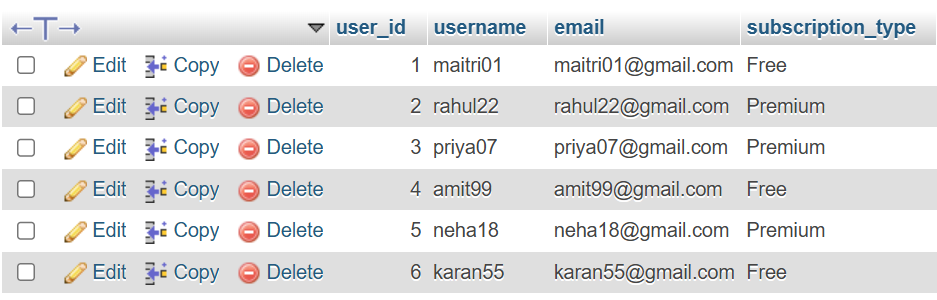 user_id username email subscription_type
Edit Copy Delete 1 maitri01 maitri01@gmail.com Free
Edit Copy Delete 2 rahul22 rahul22@gmail.com Premium
Edit Copy Delete 3 priya07 priya07@gmail.com Premium
Edit Copy Delete 4 amit99 amit99@gmail.com Free
Edit Copy Delete 5 neha18 neha18@gmail.com Premium
Edit Copy Delete 6 karan55 karan55@gmail.com Free